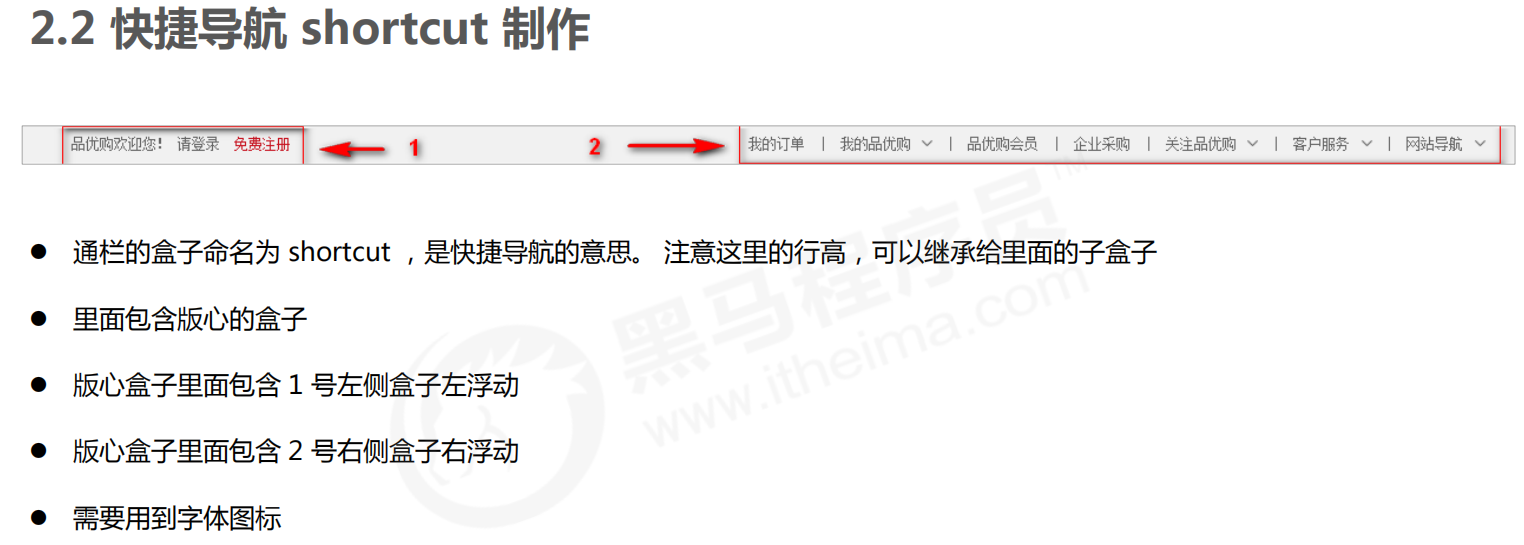 2.2 快捷导航 shortcut 制作
品优购欢迎您! 请登录 免费注册 1 2 我的订单 | 我的品优购 | 品优购会员 | 企业采购 | 关注品优购 | 客户服务 | 网站导航
● 通栏的盒子命名为 shortcut ，是快捷导航的意思。 注意这里的行高，可以继承给里面的子盒子
● 里面包含版心的盒子
● 版心盒子里面包含 1 号左侧盒子左浮动
● 版心盒子里面包含 2 号右侧盒子右浮动
● 需要用到字体图标
黑马程序员™
www.itheima.com